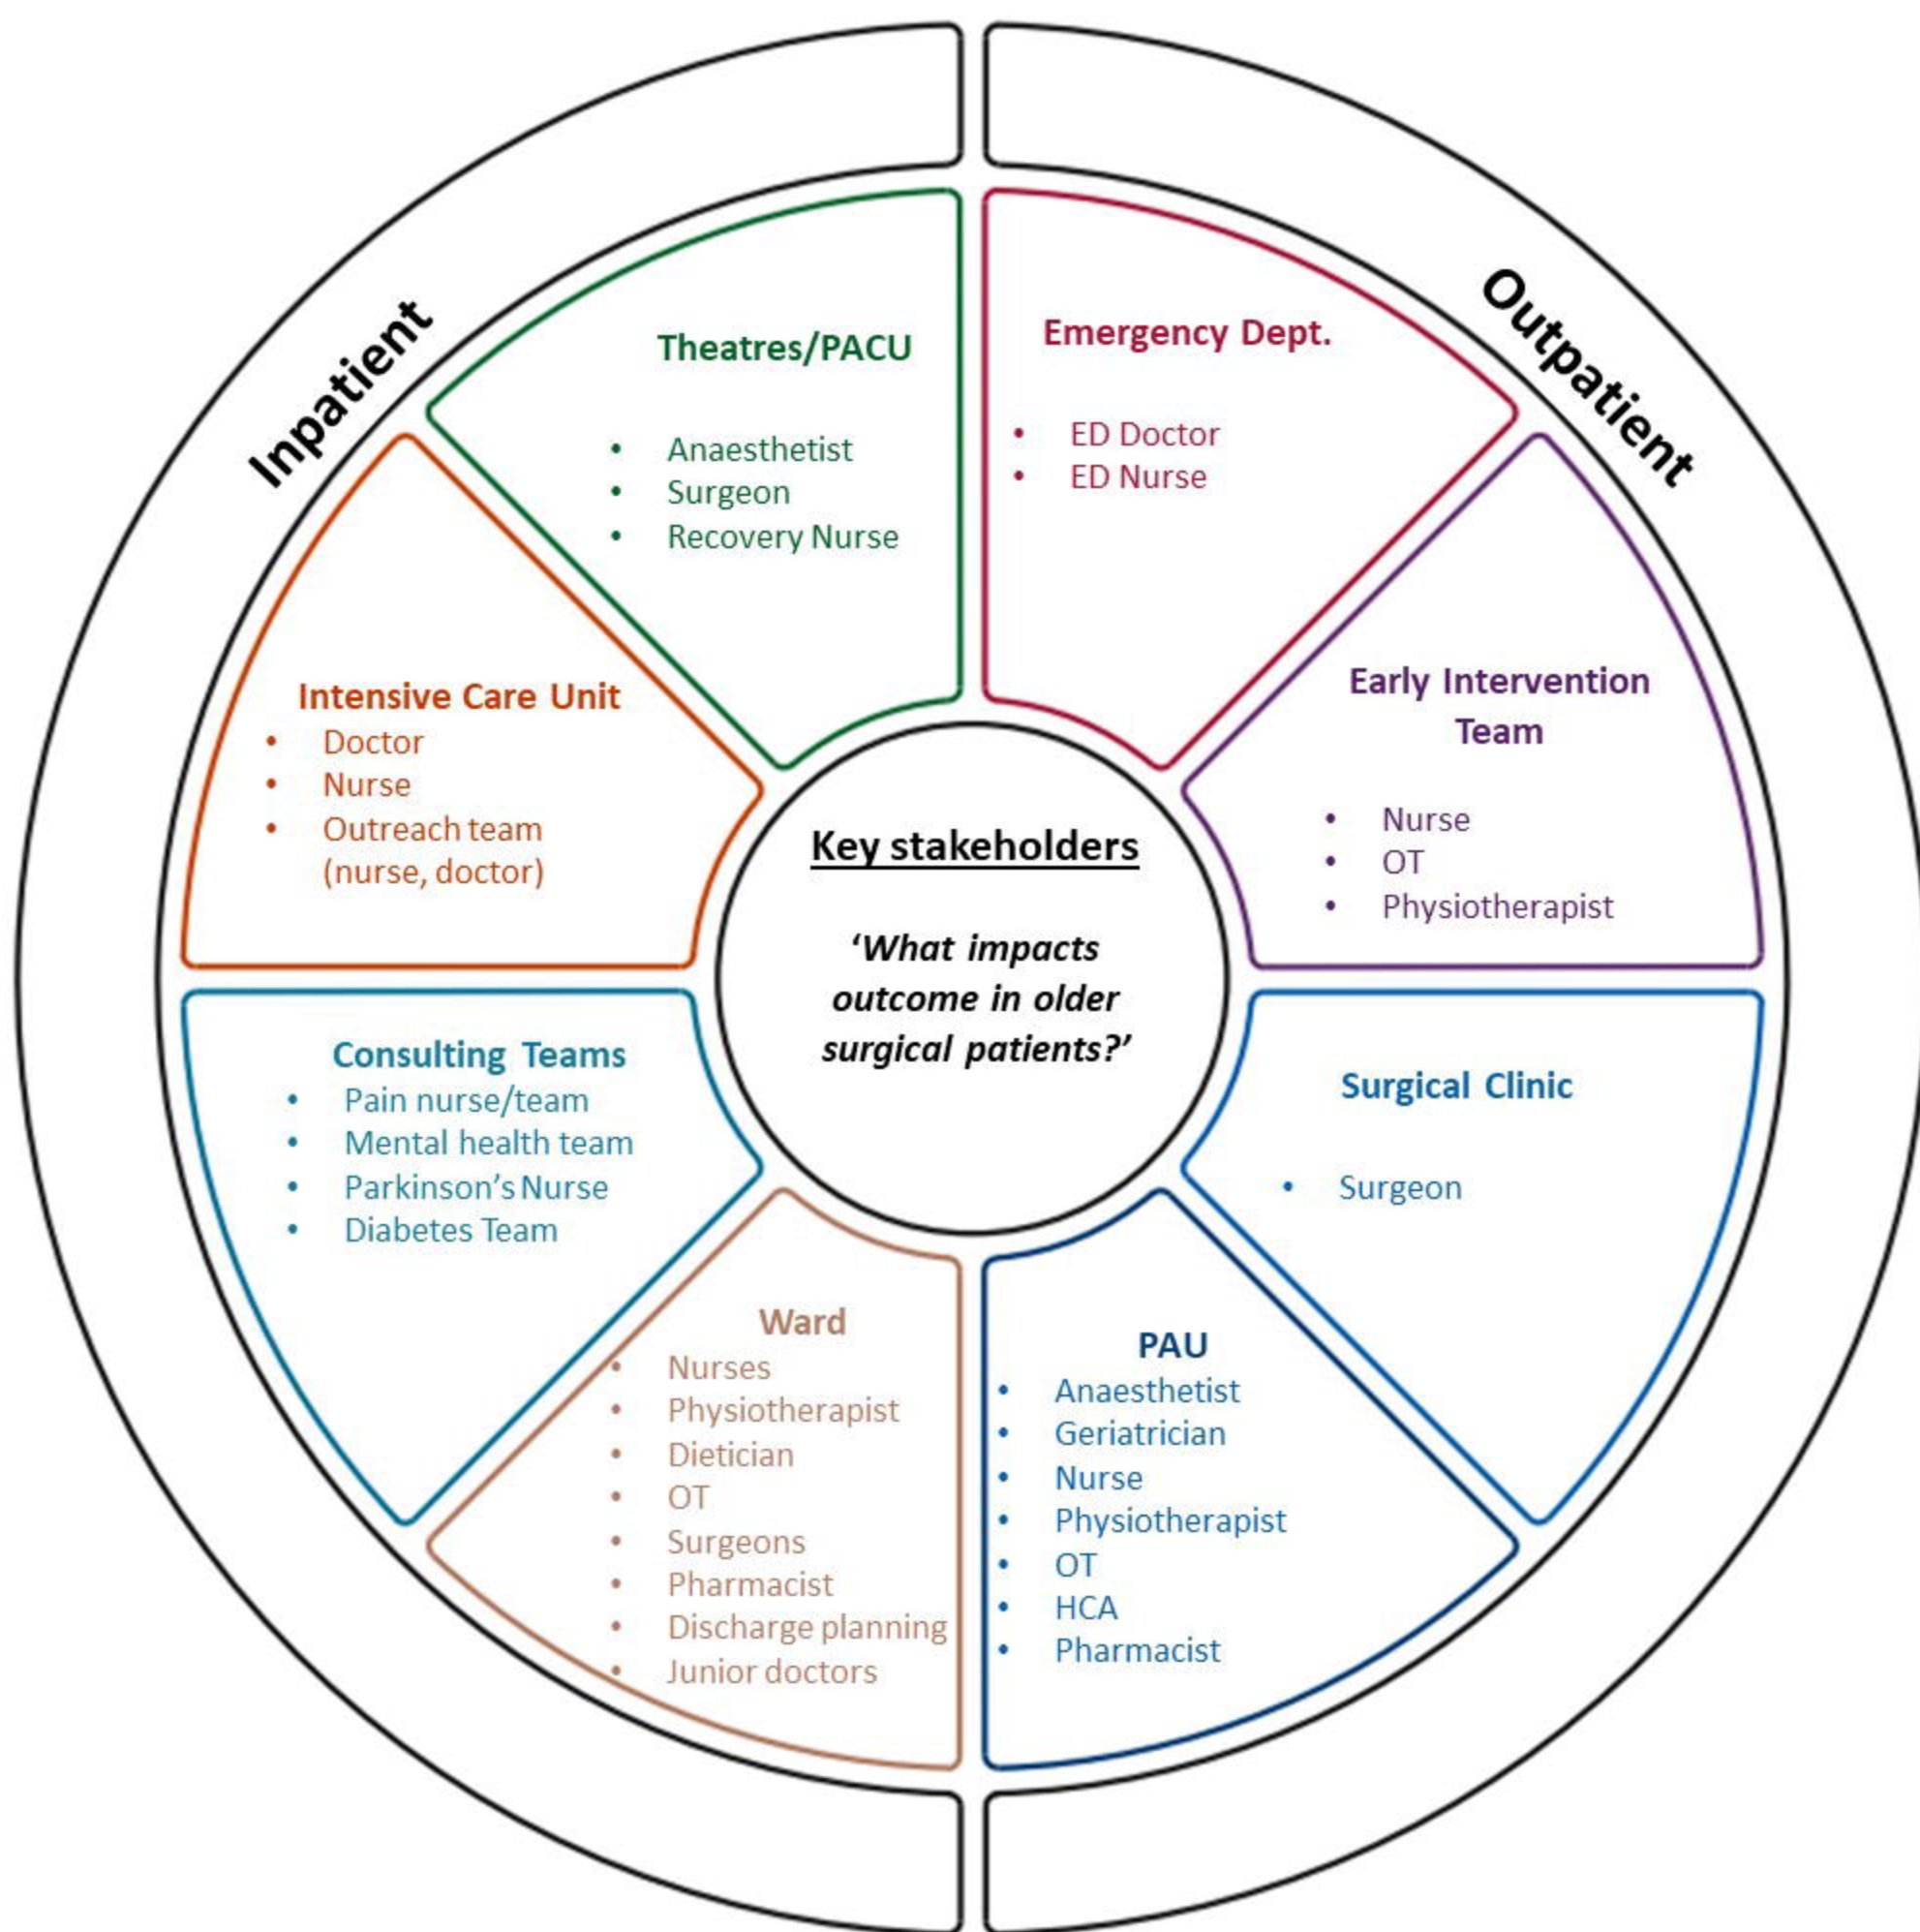 Inpatient
Outpatient
Theatres/PACU
• Anaesthetist
• Surgeon
• Recovery Nurse
Emergency Dept.
• ED Doctor
• ED Nurse
Intensive Care Unit
• Doctor
• Nurse
• Outreach team
(nurse, doctor)
Early Intervention
Team
• Nurse
• OT
• Physiotherapist
Key stakeholders
‘What impacts
outcome in older
surgical patients?’
Consulting Teams
• Pain nurse/team
• Mental health team
• Parkinson’s Nurse
• Diabetes Team
Surgical Clinic
• Surgeon
Ward
• Nurses
• Physiotherapist
• Dietician
• OT
• Surgeons
• Pharmacist
• Discharge planning
• Junior doctors
PAU
• Anaesthetist
• Geriatrician
• Nurse
• Physiotherapist
• OT
• HCA
• Pharmacist